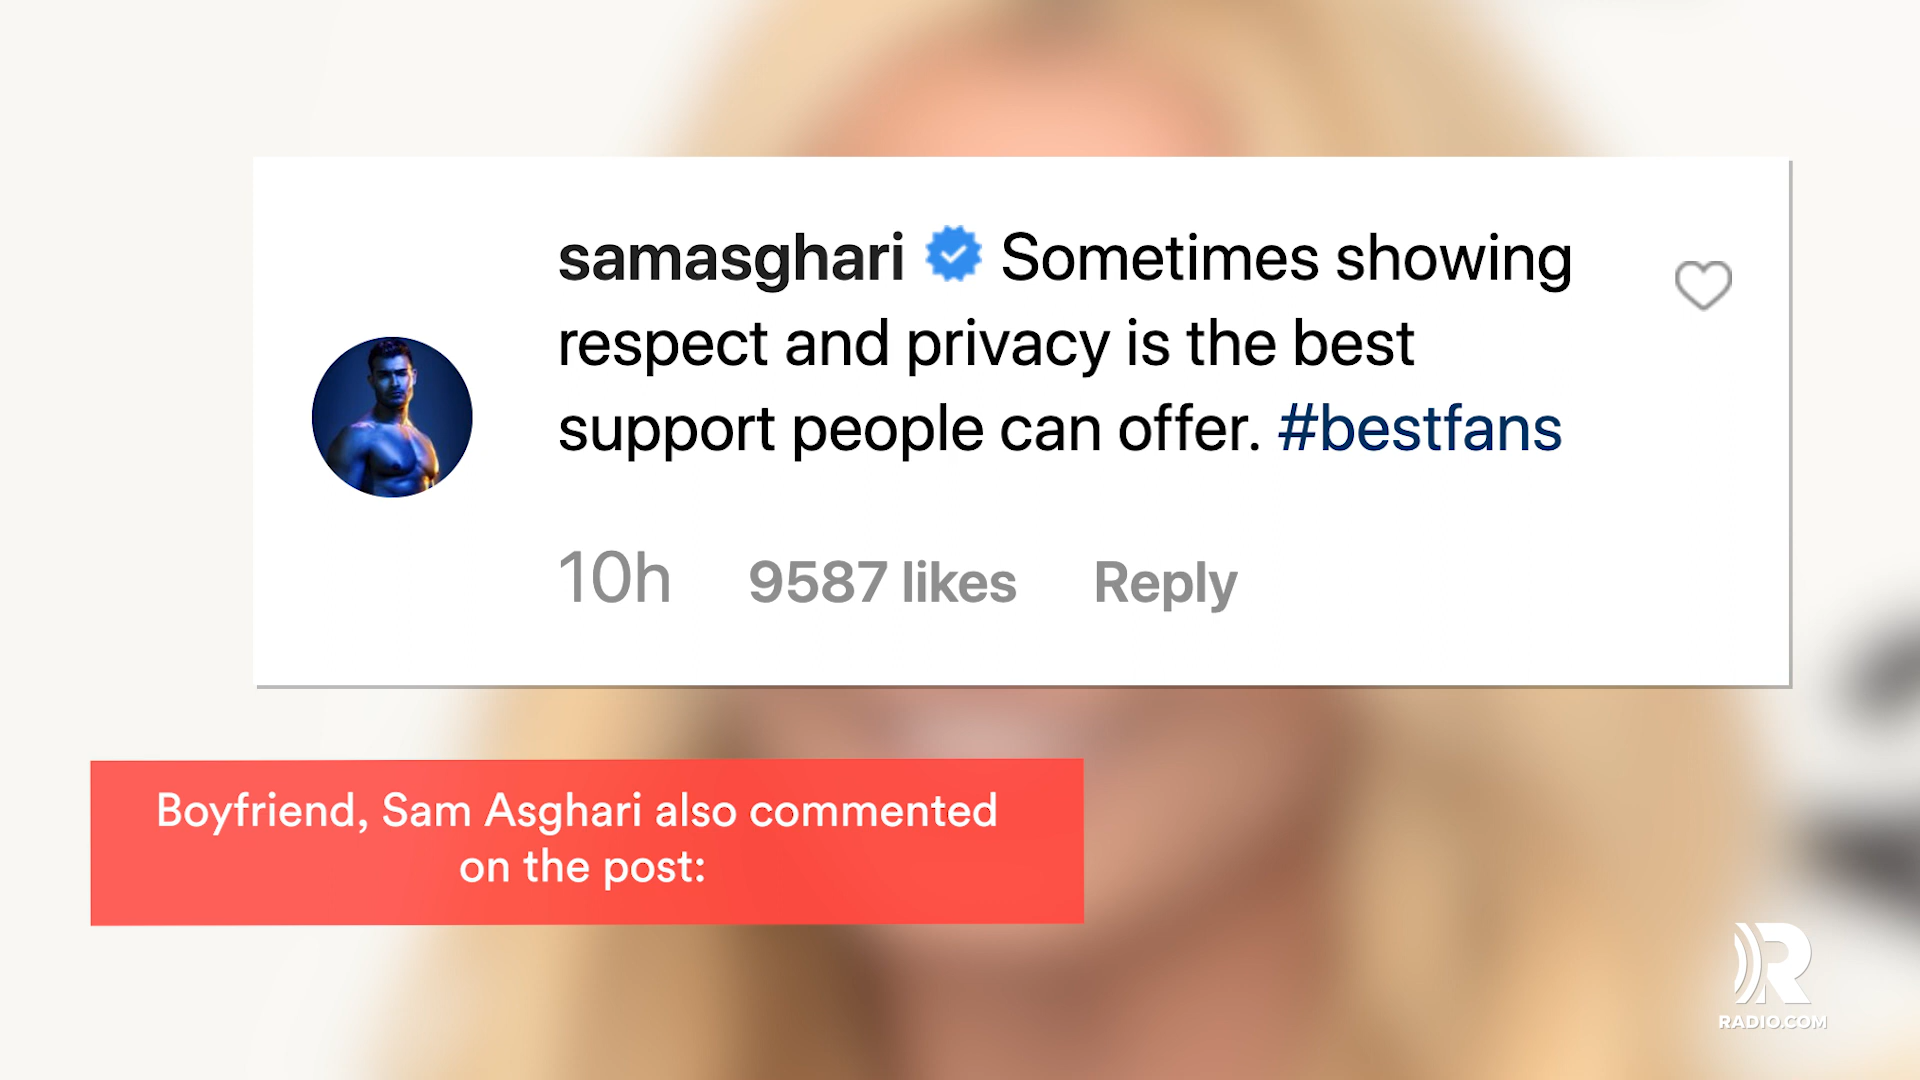 samasghari Sometimes showing
respect and privacy is the best
support people can offer. #bestfans
10h 9587 likes Reply
Boyfriend, Sam Asghari also commented
on the post:
R
RADIO.COM